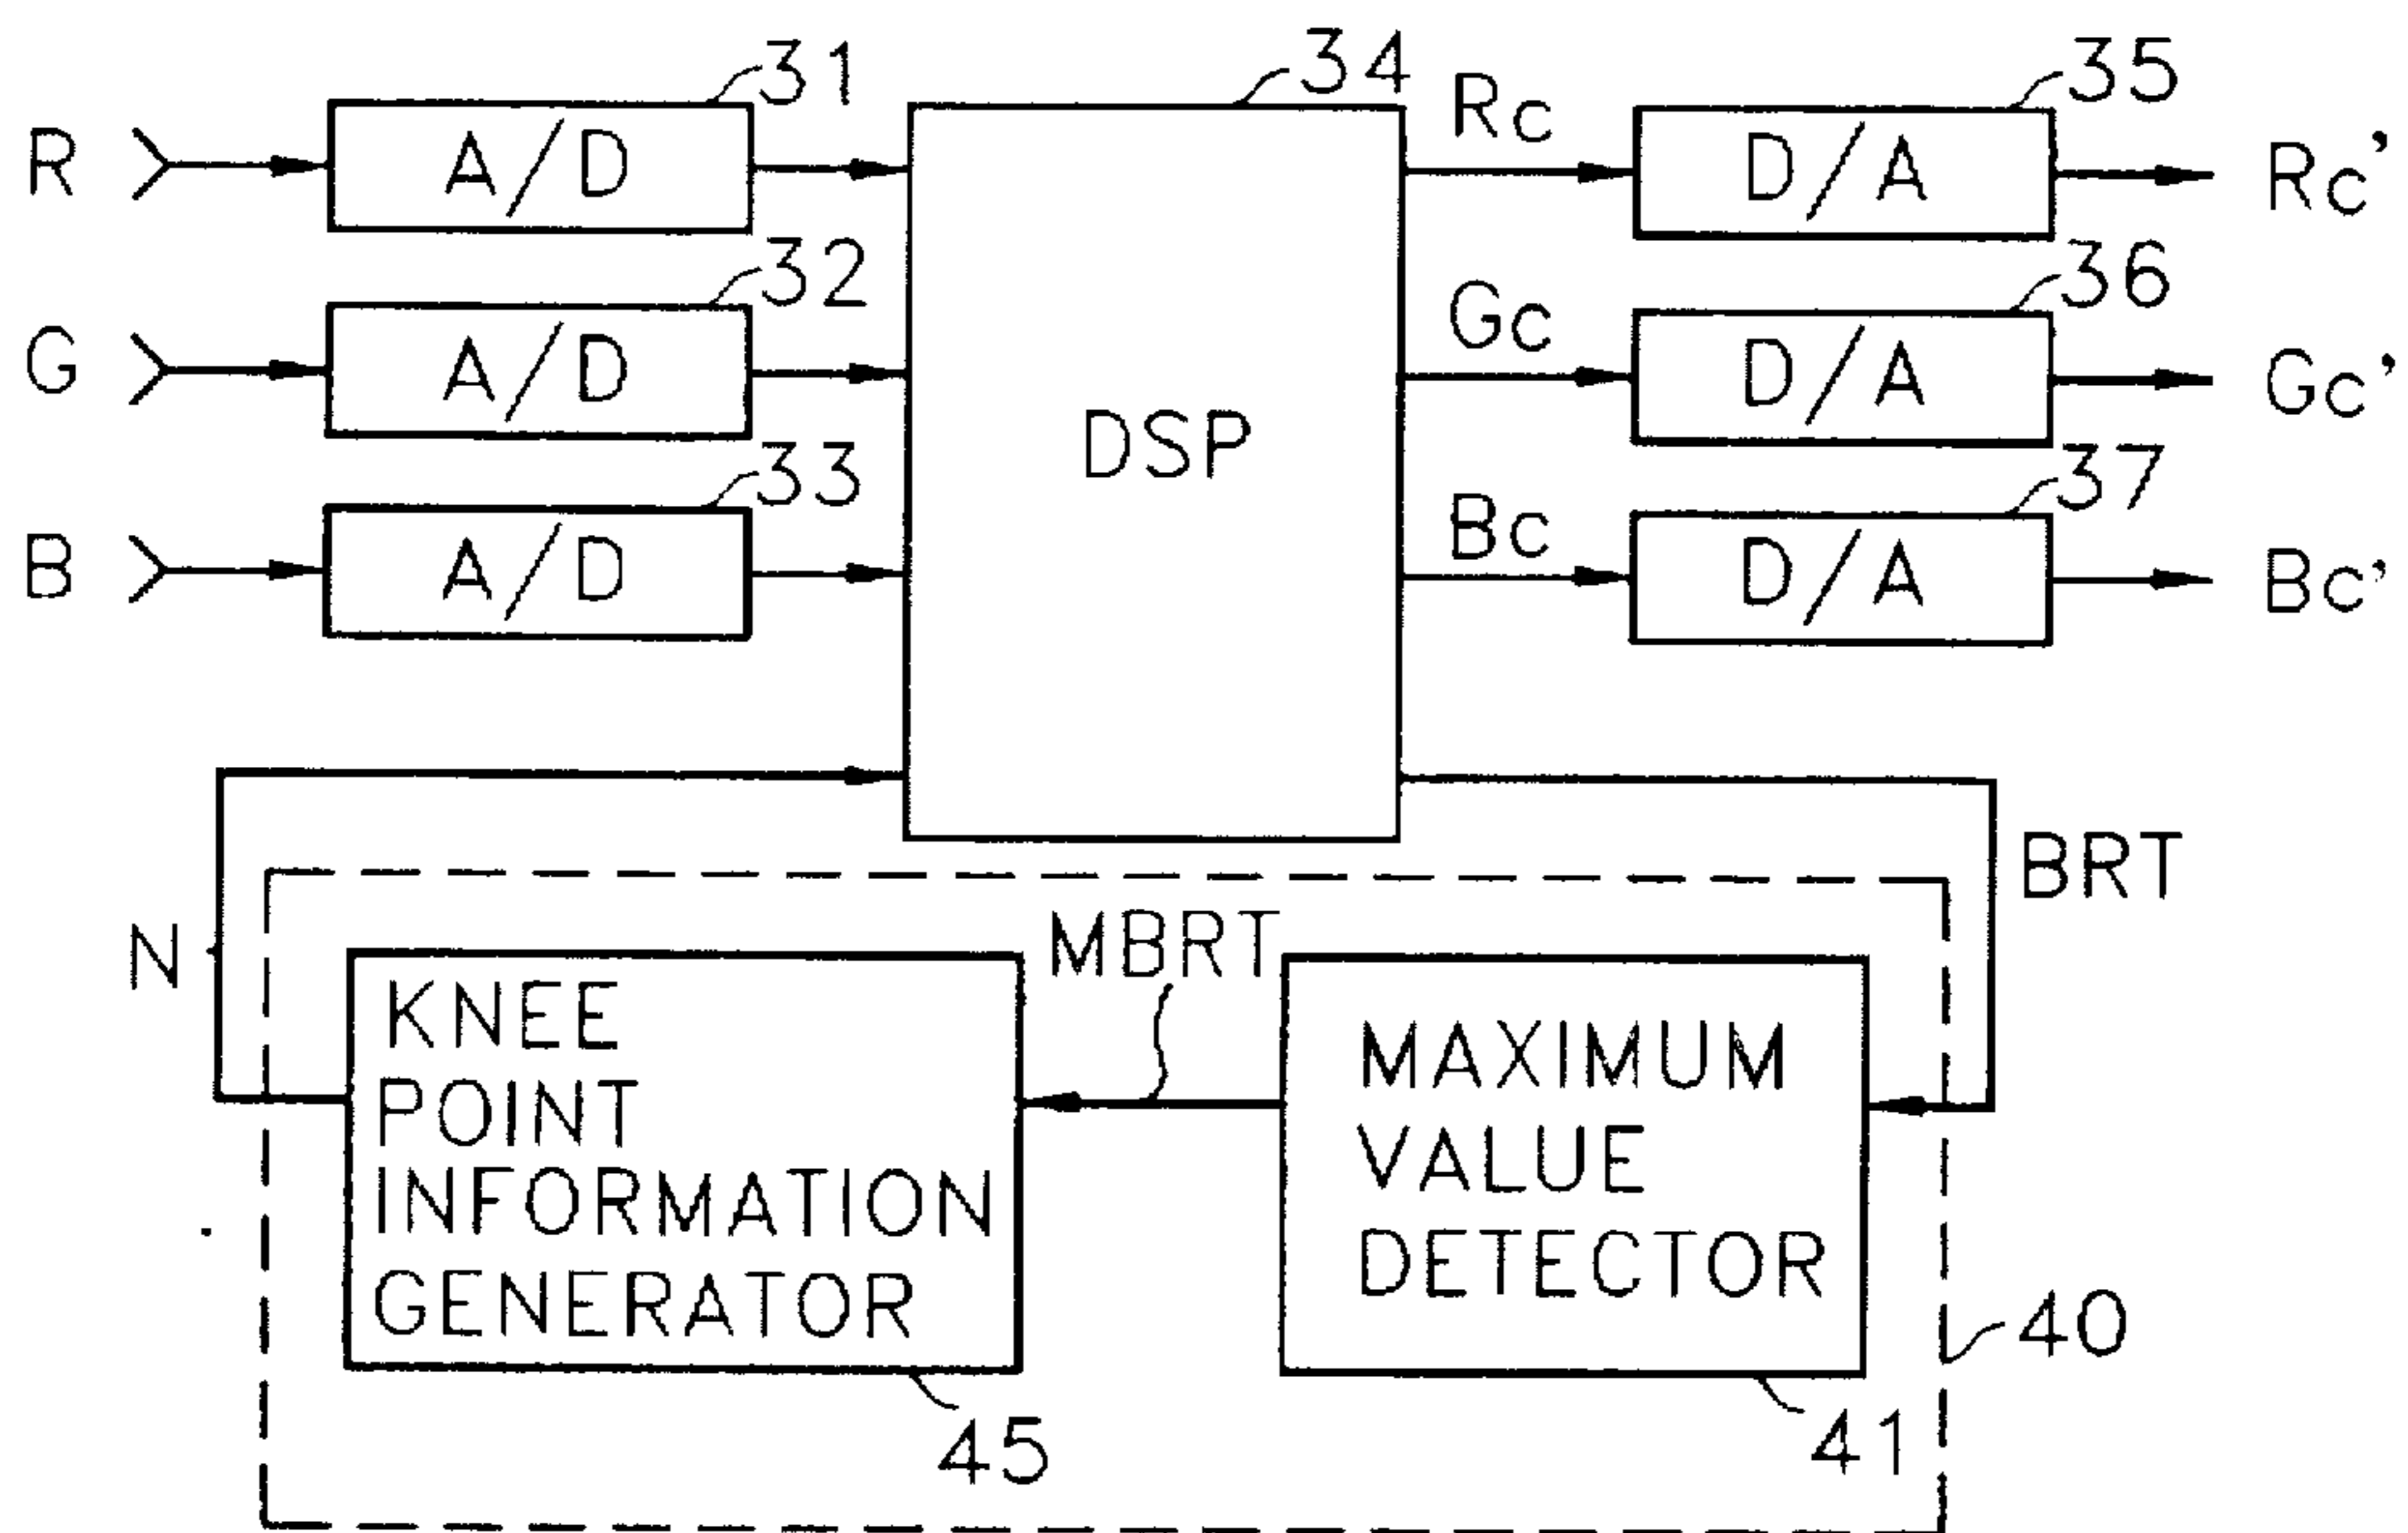 31
34
35
R
A/D
Rc
D/A
Rc'
32
36
G
A/D
Gc
D/A
Gc'
DSP
33
37
B
A/D
Bc
D/A
Bc'
BRT
N
MBRT
KNEE
POINT
INFORMATION
GENERATOR
MAXIMUM
VALUE
DETECTOR
40
45
41